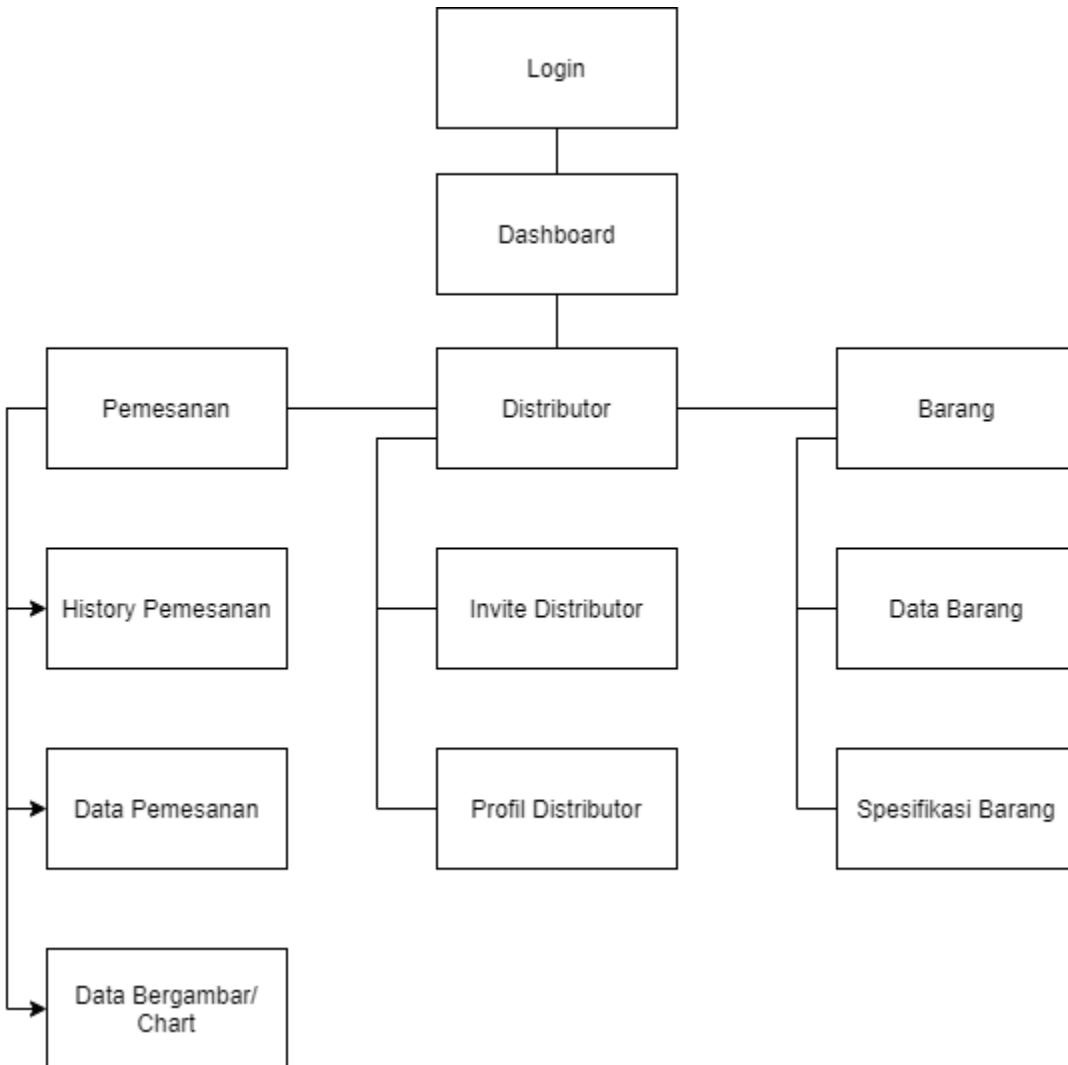 Login
Dashboard
Pemesanan
Distributor
Barang
History Pemesanan
Invite Distributor
Data Barang
Data Pemesanan
Profil Distributor
Spesifikasi Barang
Data Bergambar/
Chart